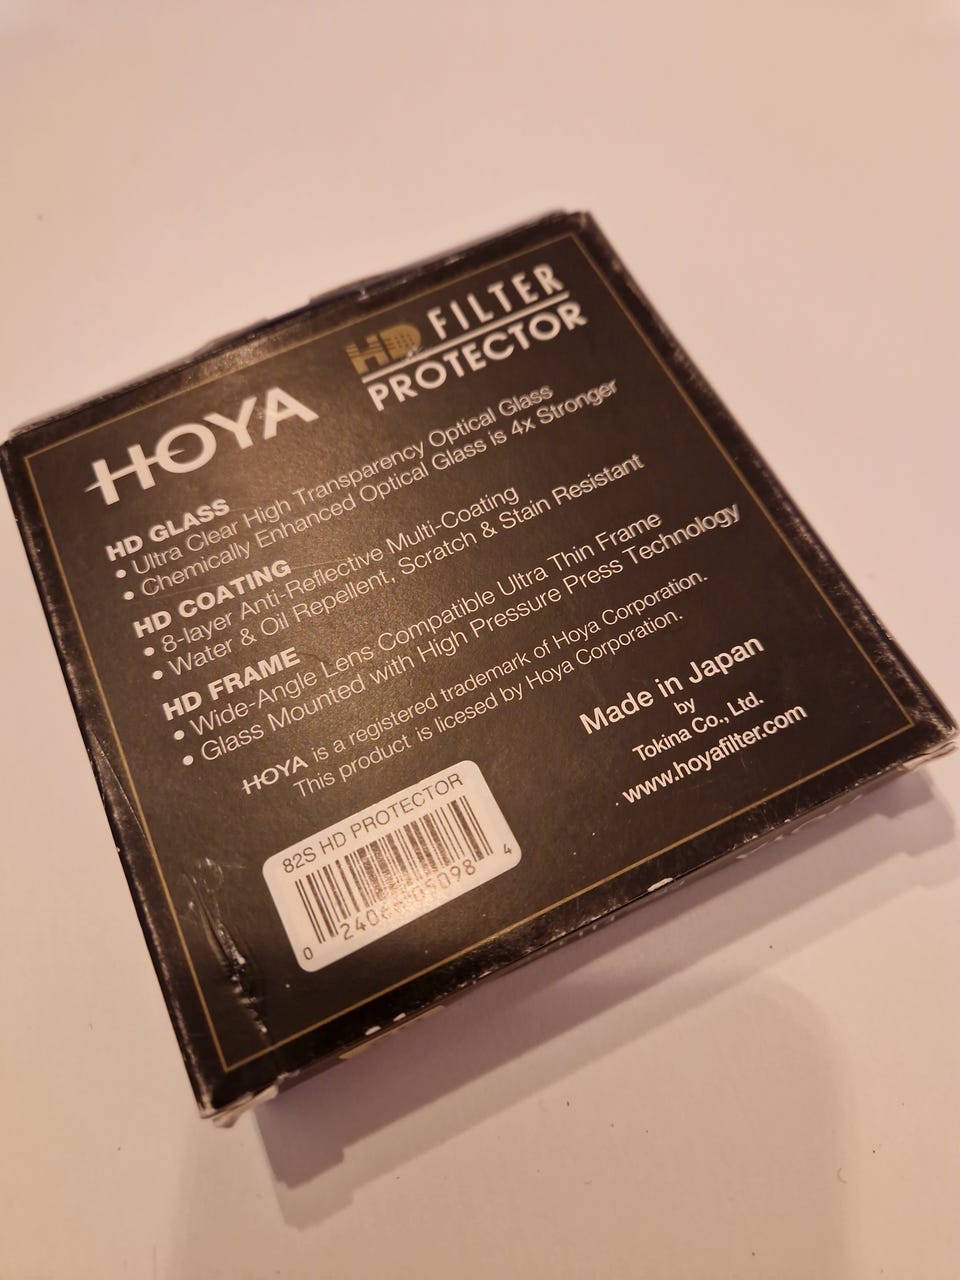 HOYA
HD FILTER
PROTECTOR
HD GLASS
• Ultra Clear High Transparency Optical Glass
• Chemically Enhanced Optical Glass is 4x Stronger
HD COATING
• 8-layer Anti-Reflective Multi-Coating
• Water & Oil Repellent, Scratch & Stain Resistant
HD FRAME
• Wide-Angle Lens Compatible Ultra Thin Frame
• Glass Mounted with High Pressure Press Technology
HOYA is a registered trademark of Hoya Corporation.
This product is licesed by Hoya Corporation.
Made in Japan
by
Tokina Co., Ltd.
www.hoyafilter.com
82S HD PROTECTOR
0 4